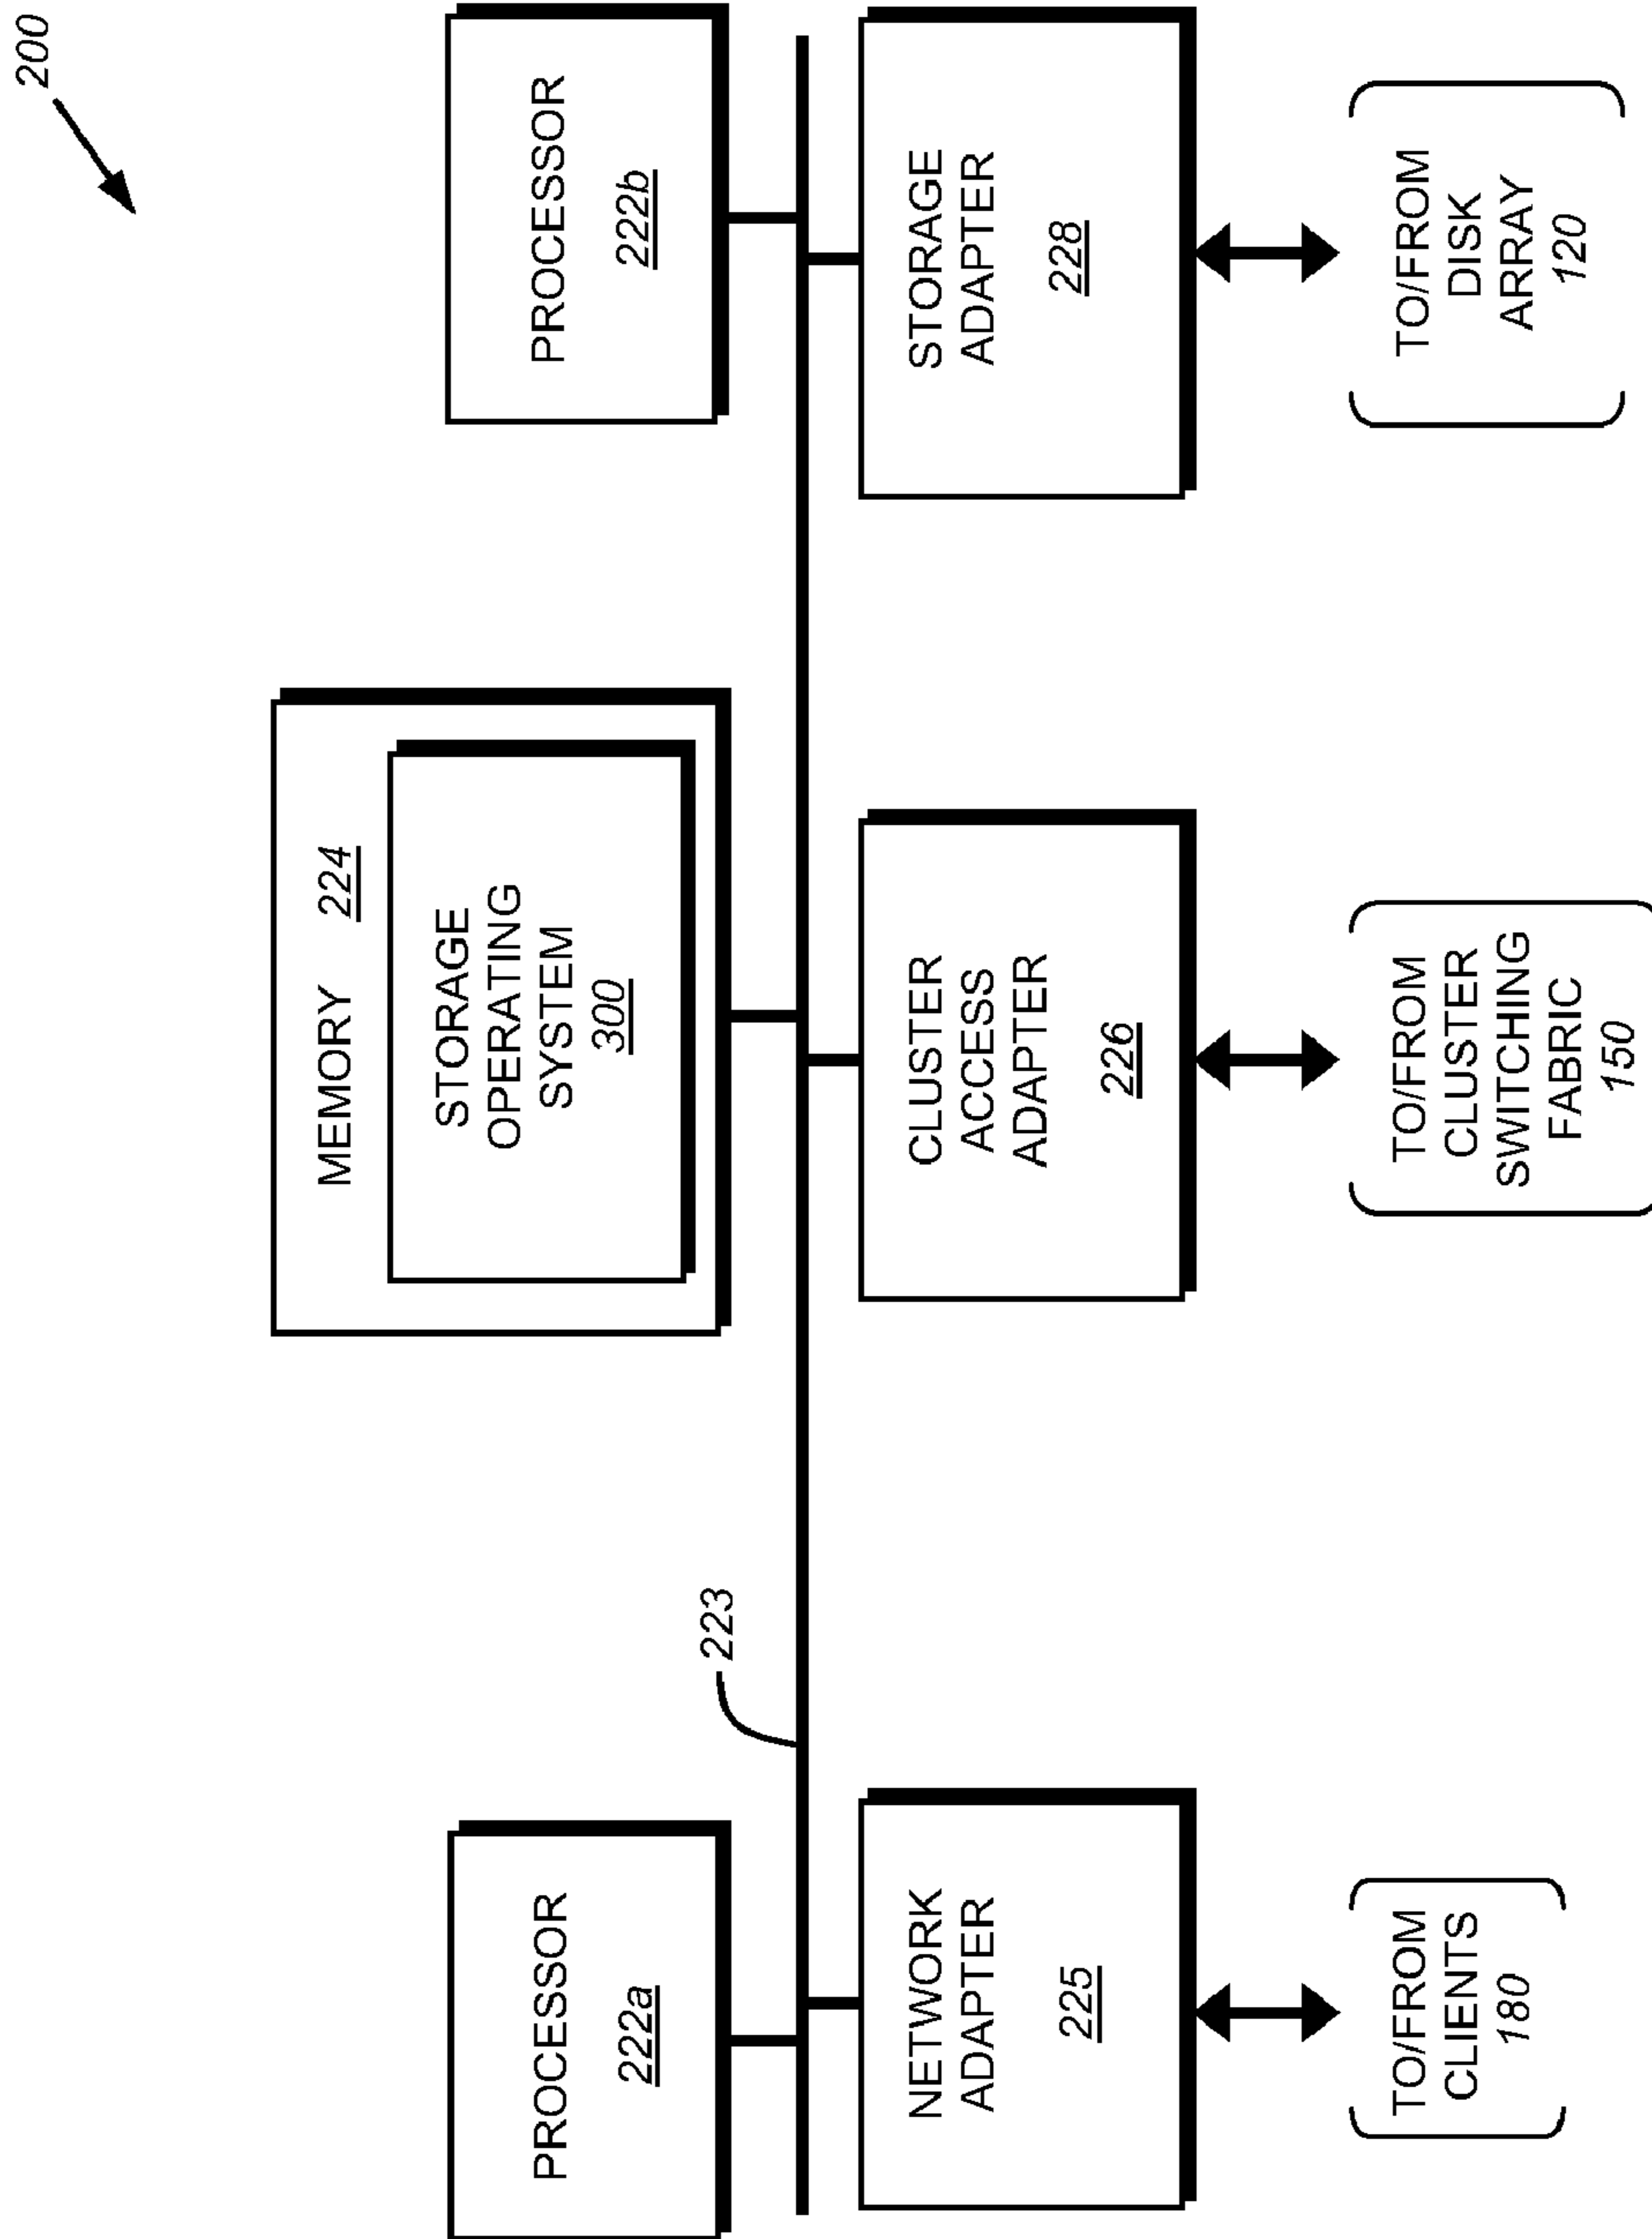 200
PROCESSOR
222a
MEMORY 224
STORAGE
OPERATING
SYSTEM
300
PROCESSOR
222b
223
NETWORK
ADAPTER
225
CLUSTER
ACCESS
ADAPTER
226
STORAGE
ADAPTER
228
TO/FROM
CLIENTS
180
TO/FROM
CLUSTER
SWITCHING
FABRIC
150
TO/FROM
DISK
ARRAY
120